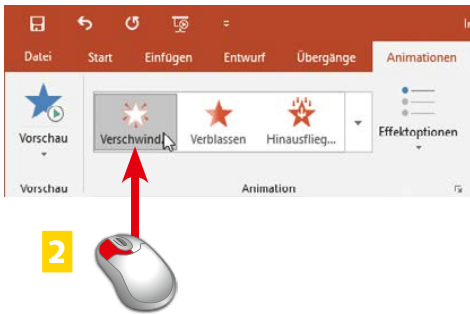 Datei Start Einfügen Entwurf Übergänge Animationen
Vorschau Verschwind. Verblassen Hinausflieg... Effektoptionen
Vorschau Animation
2